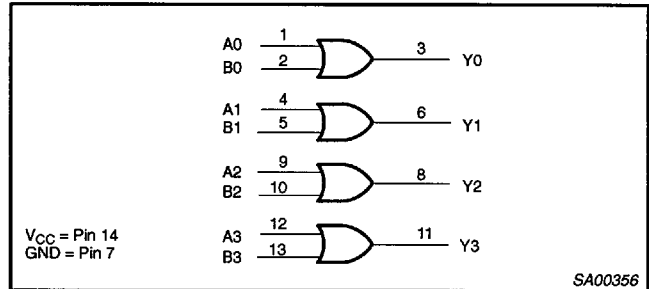 A0 1
B0 2
3 Y0
A1 4
B1 5
6 Y1
A2 9
B2 10
8 Y2
A3 12
B3 13
11 Y3
VCC = Pin 14
GND = Pin 7
SA00356